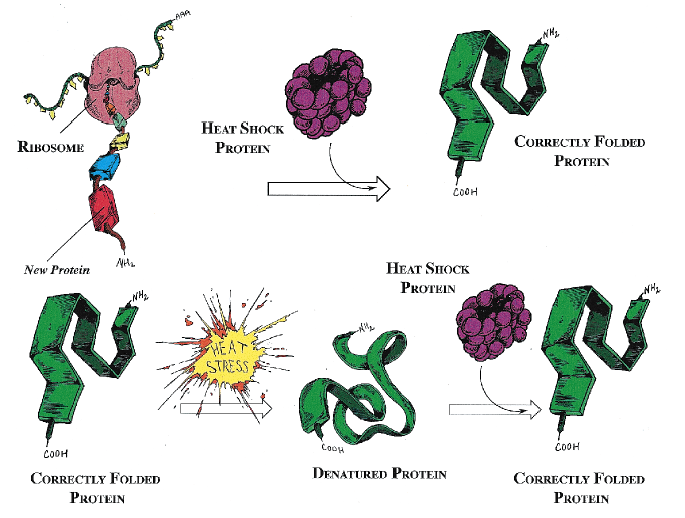 AAA
RIBOSOME
New Protein
NH2
HEAT SHOCK
PROTEIN
NH2
COOH
CORRECTLY FOLDED
PROTEIN
NH2
COOH
CORRECTLY FOLDED
PROTEIN
HEAT
STRESS
NH2
COOH
DENATURED PROTEIN
HEAT SHOCK
PROTEIN
NH2
COOH
CORRECTLY FOLDED
PROTEIN